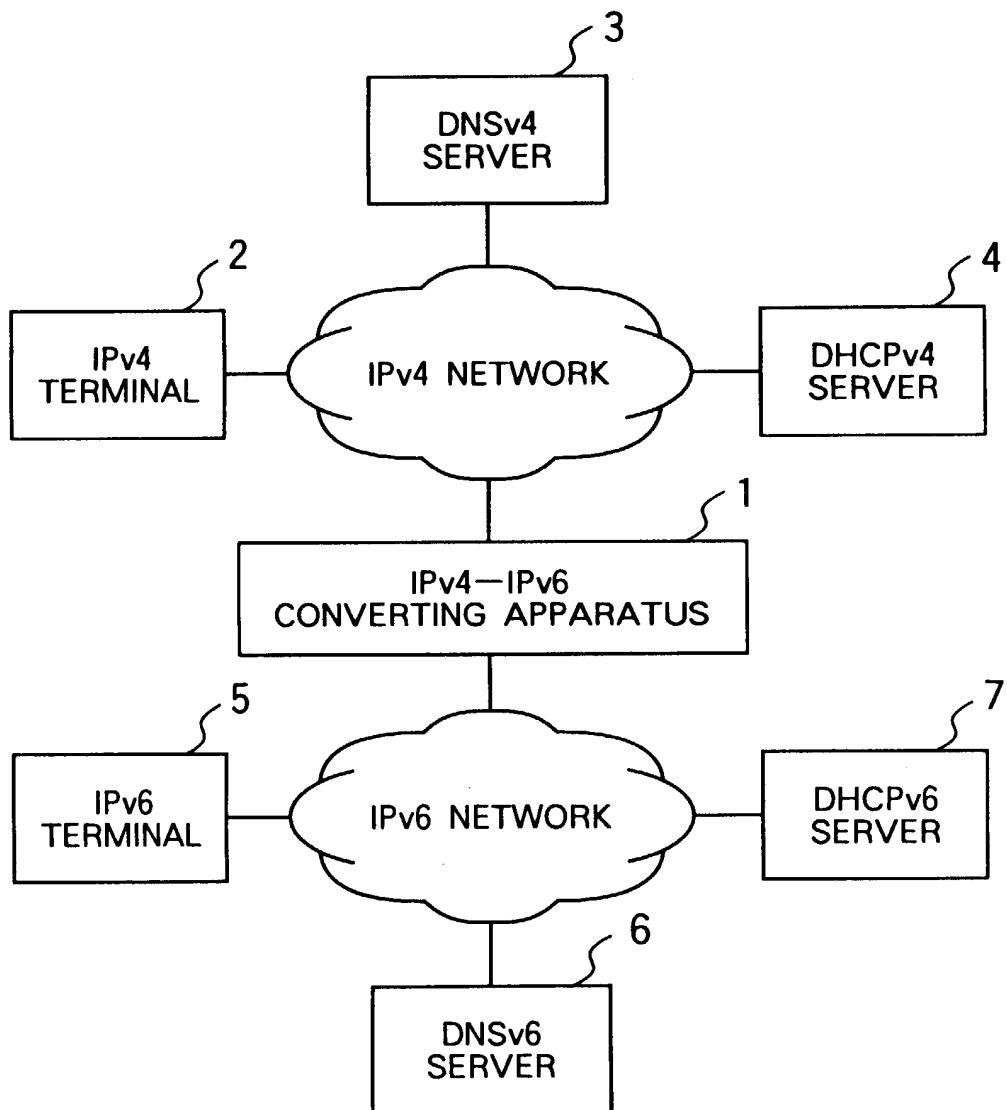 3
DNSv4
SERVER
2
4
IPv4
TERMINAL
IPv4 NETWORK
DHCPv4
SERVER
1
IPv4—IPv6
CONVERTING APPARATUS
5
7
IPv6
TERMINAL
IPv6 NETWORK
DHCPv6
SERVER
6
DNSv6
SERVER